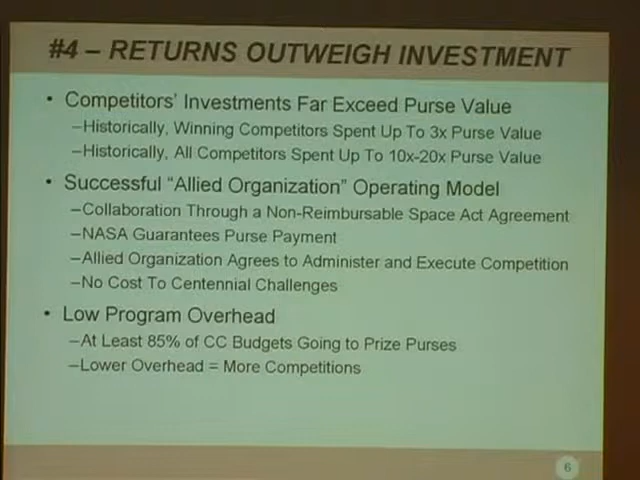 #4 – RETURNS OUTWEIGH INVESTMENT
• Competitors' Investments Far Exceed Purse Value
–Historically, Winning Competitors Spent Up To 3x Purse Value
–Historically, All Competitors Spent Up To 10x-20x Purse Value
• Successful "Allied Organization" Operating Model
–Collaboration Through a Non-Reimbursable Space Act Agreement
–NASA Guarantees Purse Payment
–Allied Organization Agrees to Administer and Execute Competition
–No Cost To Centennial Challenges
• Low Program Overhead
–At Least 85% of CC Budgets Going to Prize Purses
–Lower Overhead = More Competitions
6